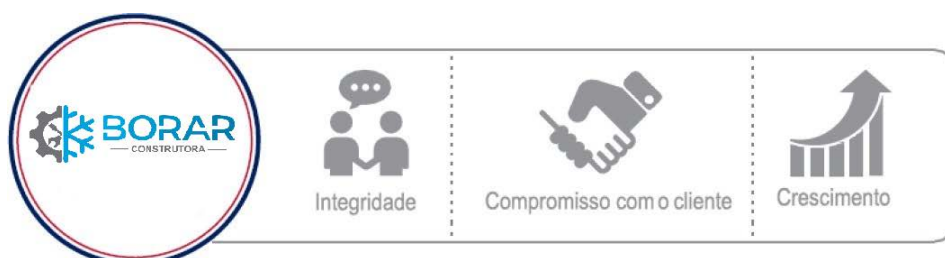 BORAR
CONSTRUTORA
Integridade
Compromisso com o cliente
Crescimento